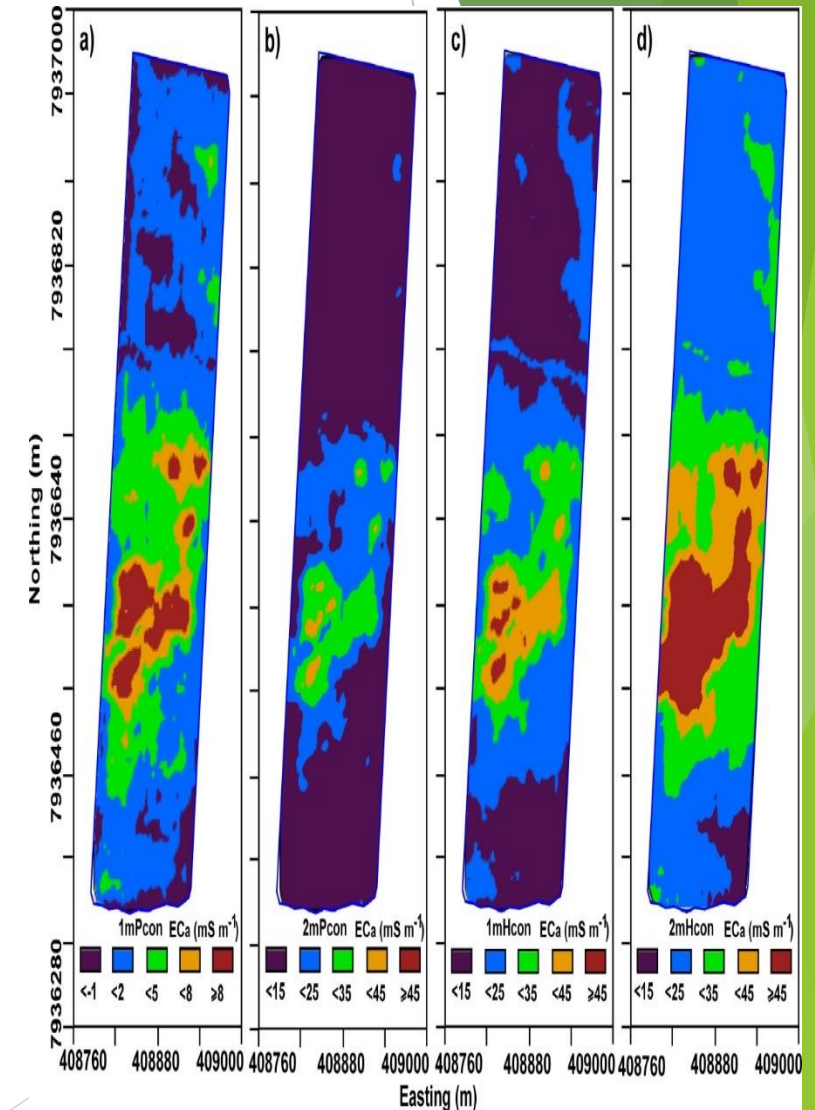 a)
b)
c)
d)
7937000
7936820
7936640
7936460
7936280
Northing (m)
1mPcon ECa (mS m-1)
<-1 <2 <5 <8 ≥8
2mPcon ECa (mS m-1)
<15 <25 <35 <45 ≥45
1mHcon ECa (mS m-1)
<15 <25 <35 <45 ≥45
2mHcon ECa (mS m-1)
<15 <25 <35 <45 ≥45
408760 408880 409000 408760 408880 409000 408760 408880 409000 408760 408880 409000
Easting (m)